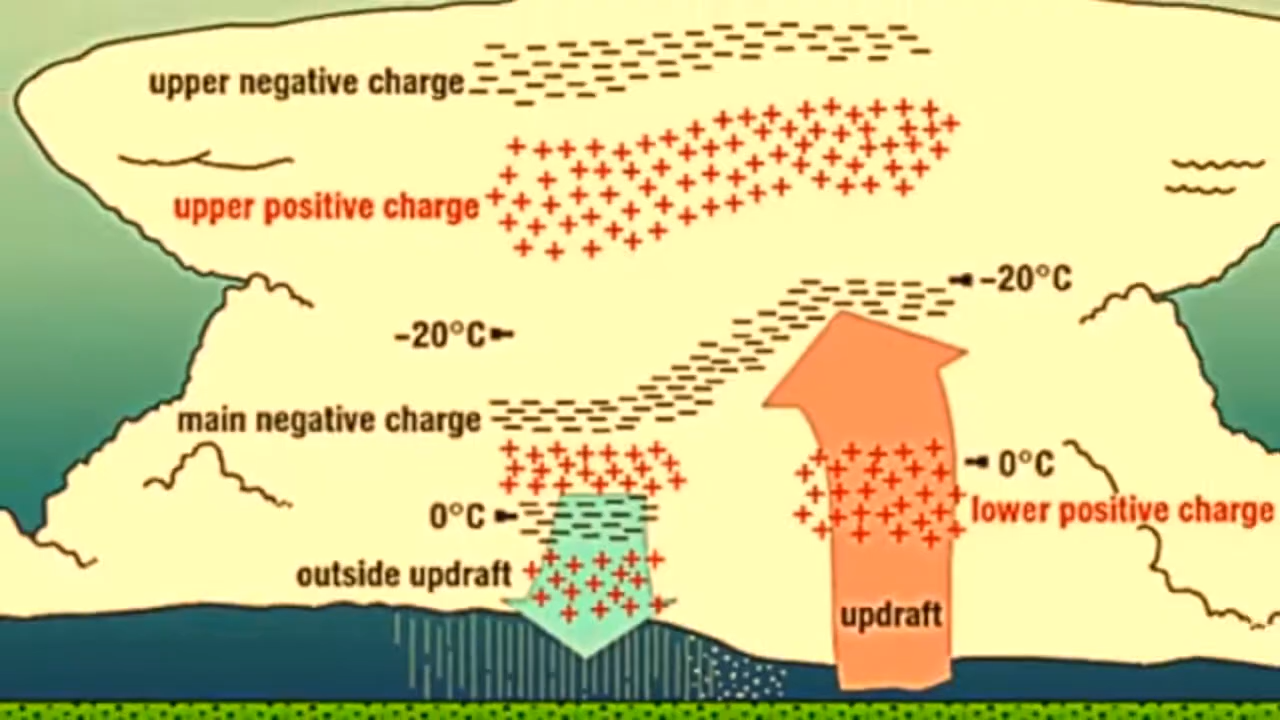 upper negative charge
upper positive charge
-20°C
-20°C
main negative charge
0°C
lower positive charge
0°C
outside updraft
updraft